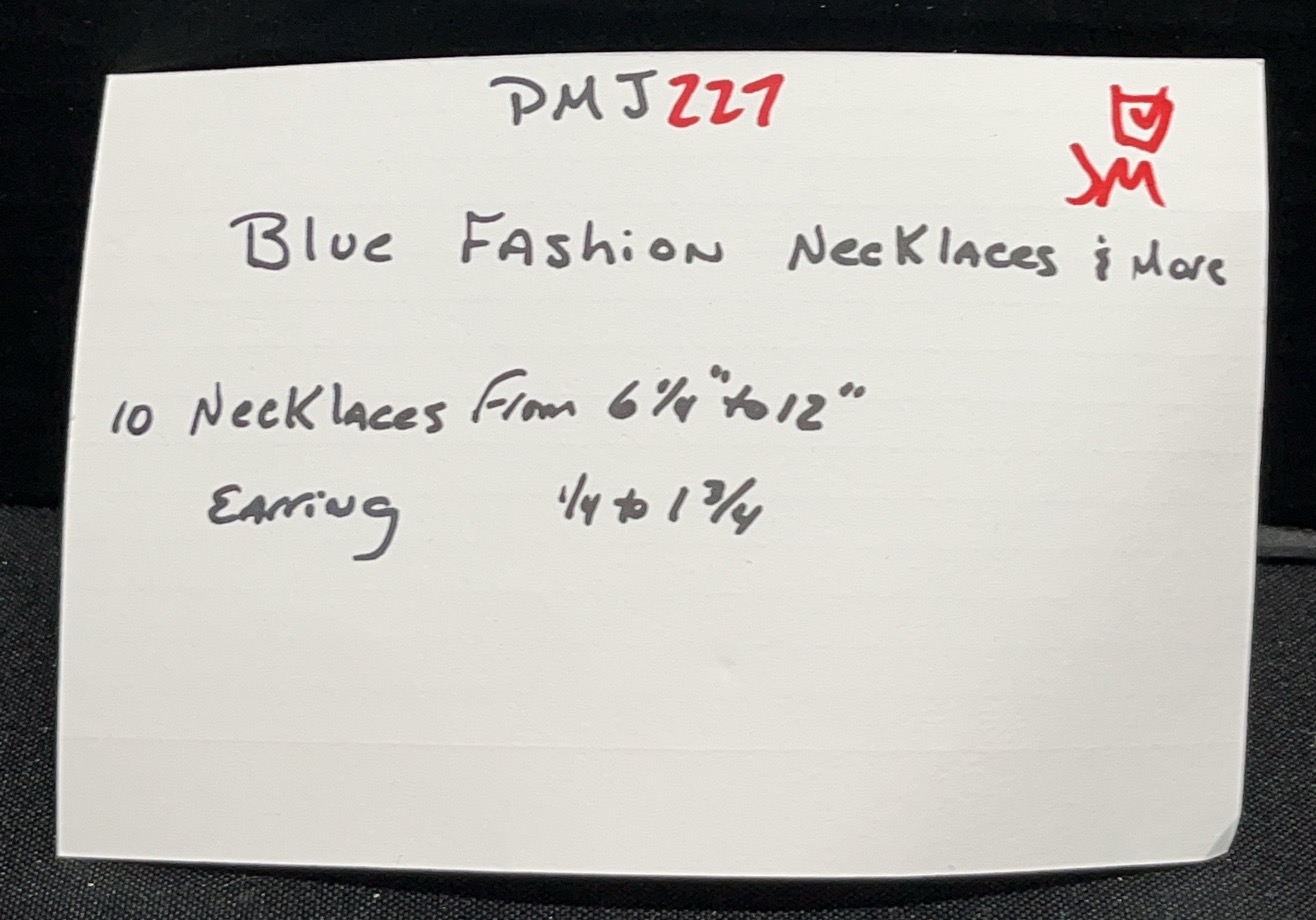 DMJ227
JM
Blue Fashion Necklaces & More
10 Necklaces From 6 1/4" to 12"
Earring 1/4 to 1 3/4